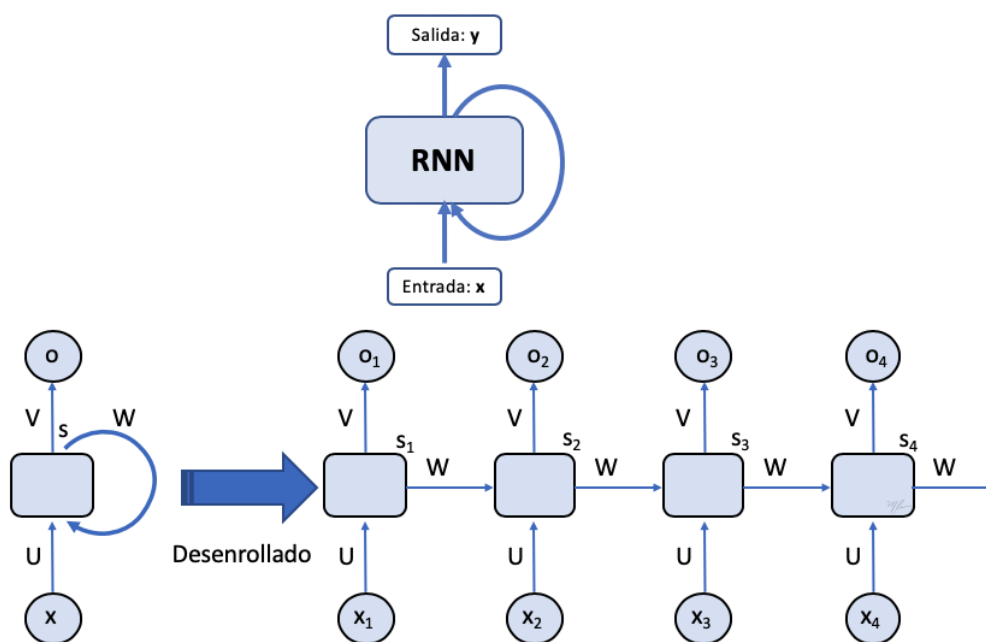 Salida: y
RNN
Entrada: x
o o₁ o₂ o₃ o₄
V s W V V V V
s₁ W s₂ W s₃ W s₄ W
Desenrollado
U U U U U
x x₁ x₂ x₃ x₄